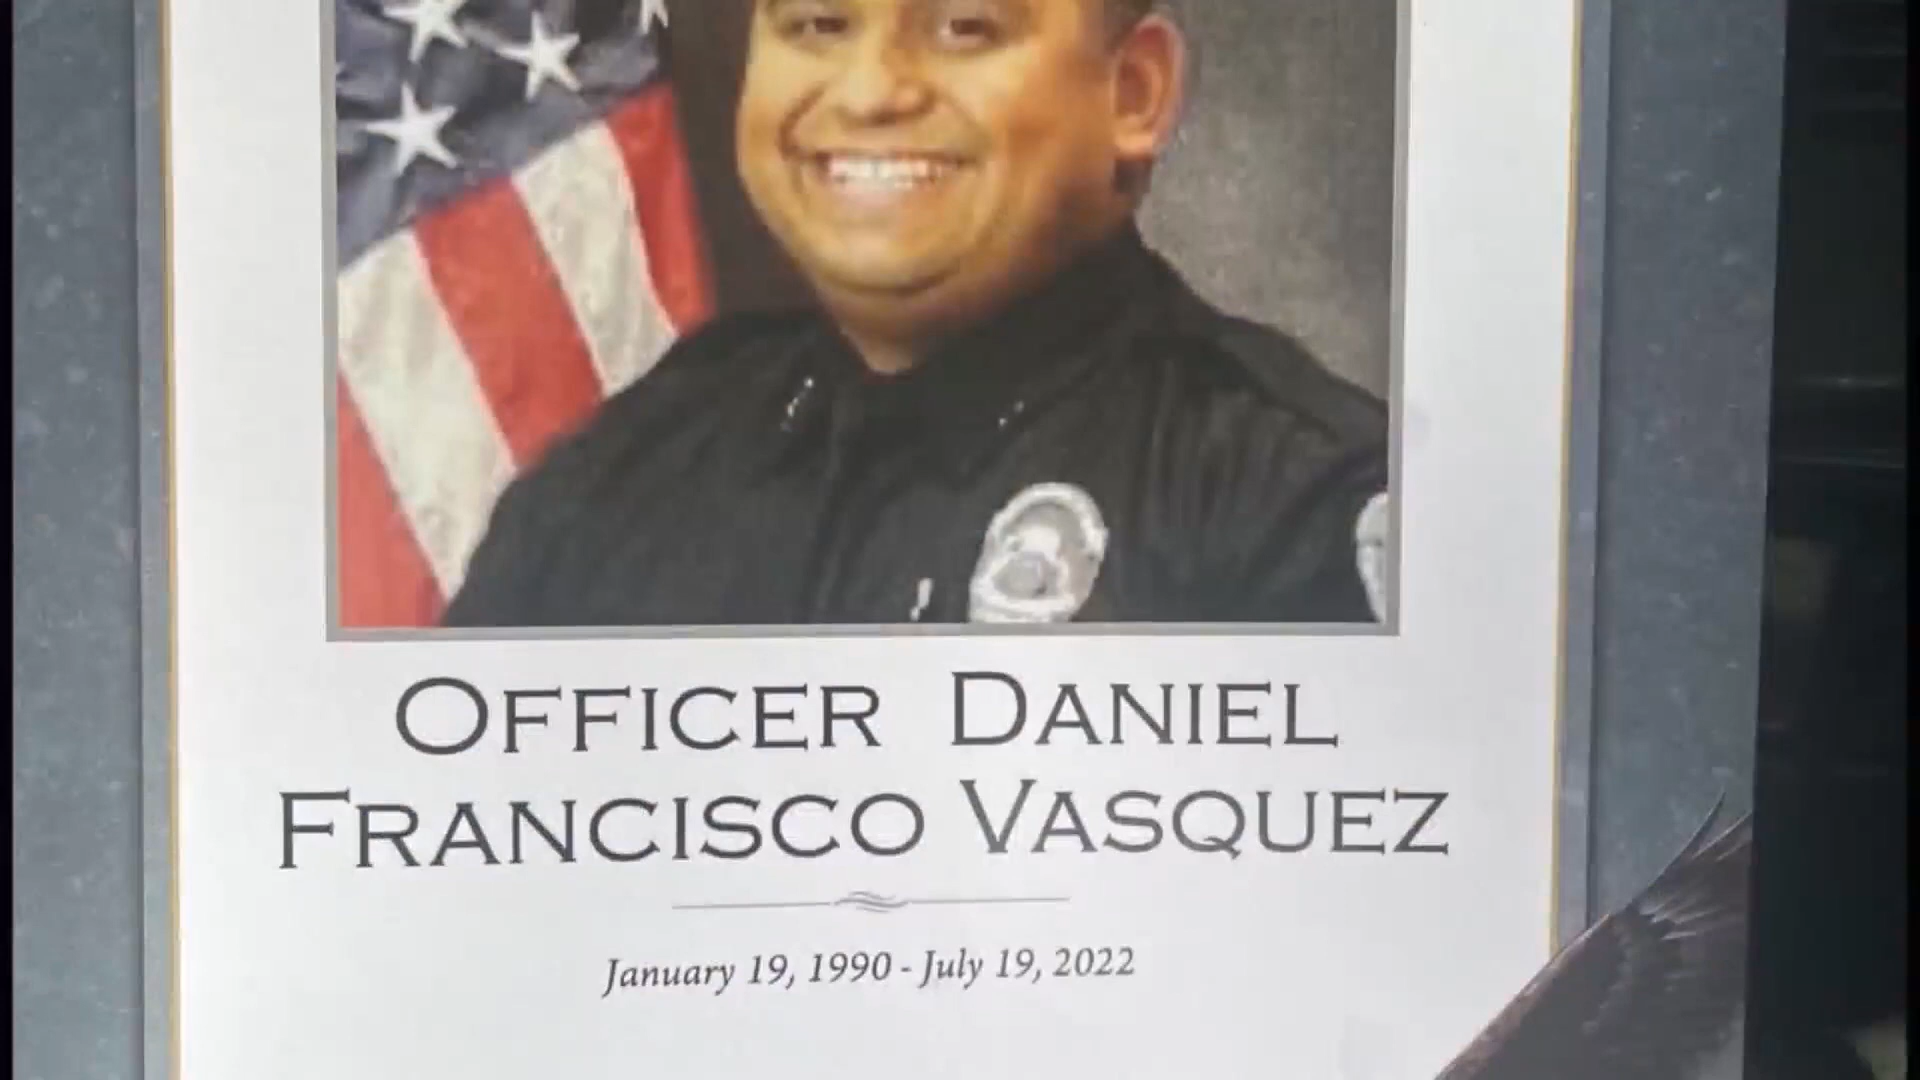 OFFICER DANIEL
FRANCISCO VASQUEZ
January 19, 1990 - July 19, 2022